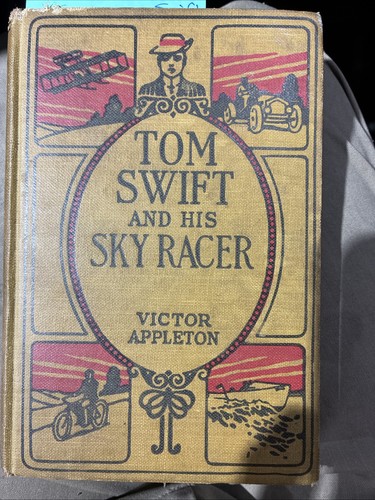 TOM
SWIFT
AND HIS
SKY RACER
VICTOR
APPLETON